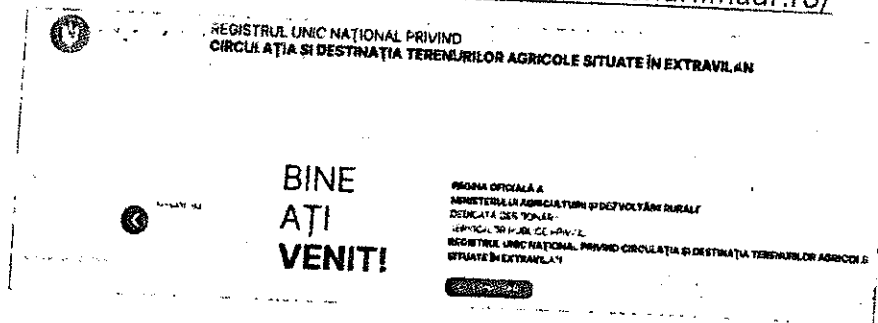 REGISTRUL UNIC NAȚIONAL PRIVIND
CIRCULAȚIA ȘI DESTINAȚIA TERENURILOR AGRICOLE SITUATE ÎN EXTRAVILAN
BINE
AȚI
VENIT!
PAGINA OFICIALĂ A
MINISTERULUI AGRICULTURII ȘI DEZVOLTĂRII RURALE
DEDICATĂ
REGISTRUL UNIC NAȚIONAL PRIVIND CIRCULAȚIA ȘI DESTINAȚIA TERENURILOR AGRICOLE
SITUATE ÎN EXTRAVILAN